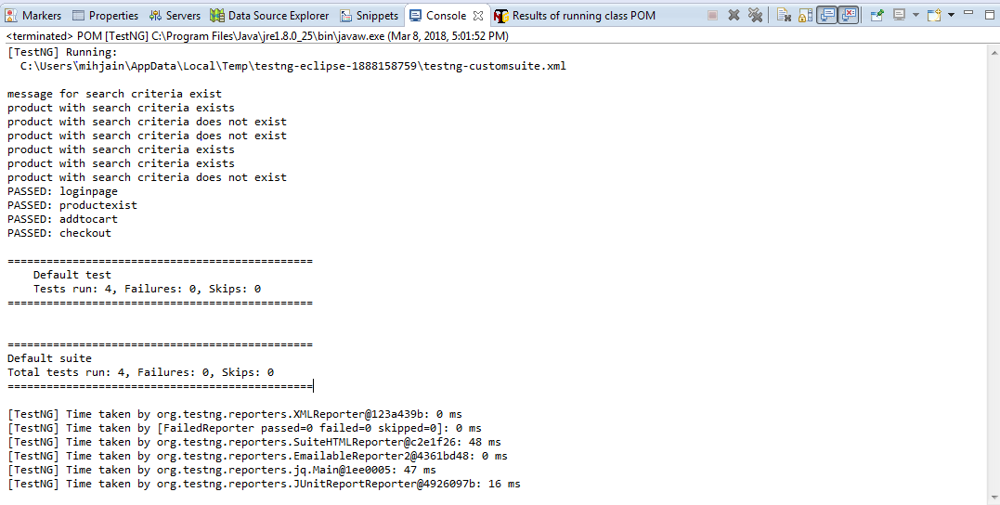 Markers Properties Servers Data Source Explorer Snippets Console Results of running class POM
<terminated> POM [TestNG] C:\Program Files\Java\jre1.8.0_25\bin\javaw.exe (Mar 8, 2018, 5:01:52 PM)
[TestNG] Running:
C:\Users\mihjain\AppData\Local\Temp\testng-eclipse-1888158759\testng-customsuite.xml
message for search criteria exist
product with search criteria exists
product with search criteria does not exist
product with search criteria does not exist
product with search criteria exists
product with search criteria exists
product with search criteria does not exist
PASSED: loginpage
PASSED: productexist
PASSED: addtocart
PASSED: checkout
===============================================
Default test
Tests run: 4, Failures: 0, Skips: 0
===============================================
===============================================
Default suite
Total tests run: 4, Failures: 0, Skips: 0
===============================================
[TestNG] Time taken by org.testng.reporters.XMLReporter@123a439b: 0 ms
[TestNG] Time taken by [FailedReporter passed=0 failed=0 skipped=0]: 0 ms
[TestNG] Time taken by org.testng.reporters.SuiteHTMLReporter@c2e1f26: 48 ms
[TestNG] Time taken by org.testng.reporters.EmailableReporter2@4361bd48: 0 ms
[TestNG] Time taken by org.testng.reporters.jq.Main@1ee0005: 47 ms
[TestNG] Time taken by org.testng.reporters.JUnitReportReporter@4926097b: 16 ms